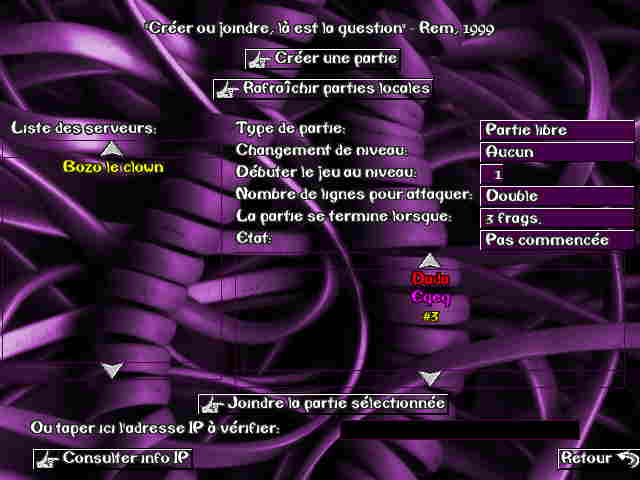 "Créer ou joindre, là est la question" - Rem, 1999
Créer une partie
Rafraîchir parties locales
Liste des serveurs:
Bozo le clown
Type de partie: Partie libre
Changement de niveau: Aucun
Débuter le jeu au niveau: 1
Nombre de lignes pour attaquer: Double
La partie se termine lorsque: 3 frags.
Etat: Pas commencée
Dada
Eqeq
#3
Joindre la partie sélectionnée
Ou taper ici l'adresse IP à vérifier:
Consulter info IP
Retour